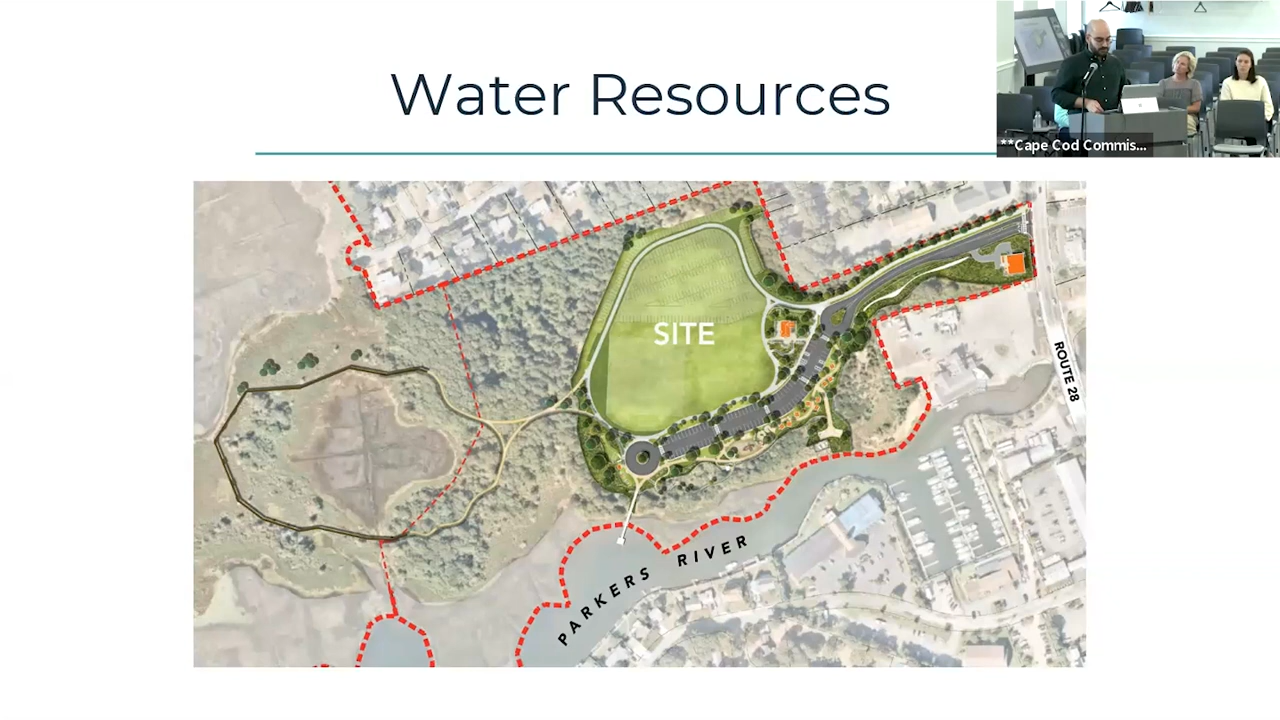 Water Resources
**Cape Cod Commis...
SITE
ROUTE 28
PARKERS RIVER